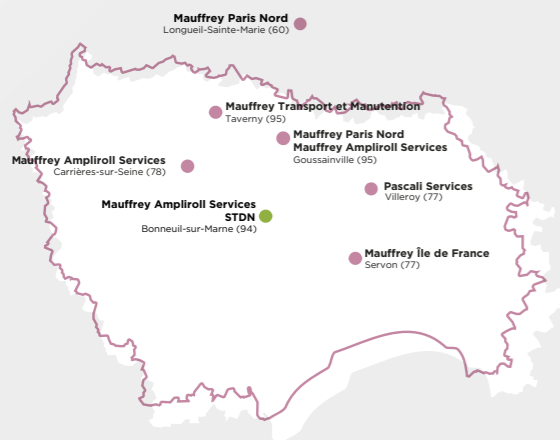 Mauffrey Paris Nord
Longueil-Sainte-Marie (60)
Mauffrey Transport et Manutention
Taverny (95)
Mauffrey Paris Nord
Mauffrey Ampliroll Services
Goussainville (95)
Mauffrey Ampliroll Services
Carrières-sur-Seine (78)
Pascali Services
Villeroy (77)
Mauffrey Ampliroll Services
STDN
Bonneuil-sur-Marne (94)
Mauffrey Île de France
Servon (77)